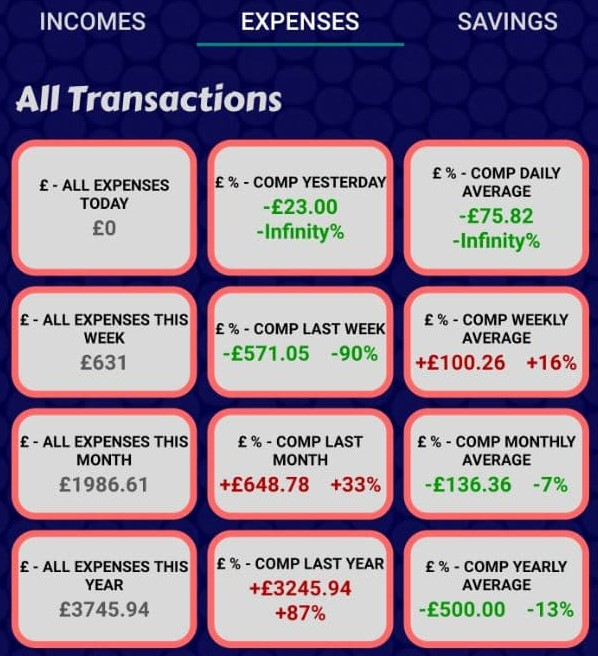 INCOMES EXPENSES SAVINGS
All Transactions
£ - ALL EXPENSES
TODAY
£0
£ % - COMP YESTERDAY
-£23.00
-Infinity%
£ % - COMP DAILY
AVERAGE
-£75.82
-Infinity%
£ - ALL EXPENSES THIS
WEEK
£631
£ % - COMP LAST WEEK
-£571.05 -90%
£ % - COMP WEEKLY
AVERAGE
+£100.26 +16%
£ - ALL EXPENSES THIS
MONTH
£1986.61
£ % - COMP LAST
MONTH
+£648.78 +33%
£ % - COMP MONTHLY
AVERAGE
-£136.36 -7%
£ - ALL EXPENSES THIS
YEAR
£3745.94
£ % - COMP LAST YEAR
+£3245.94
+87%
£ % - COMP YEARLY
AVERAGE
-£500.00 -13%